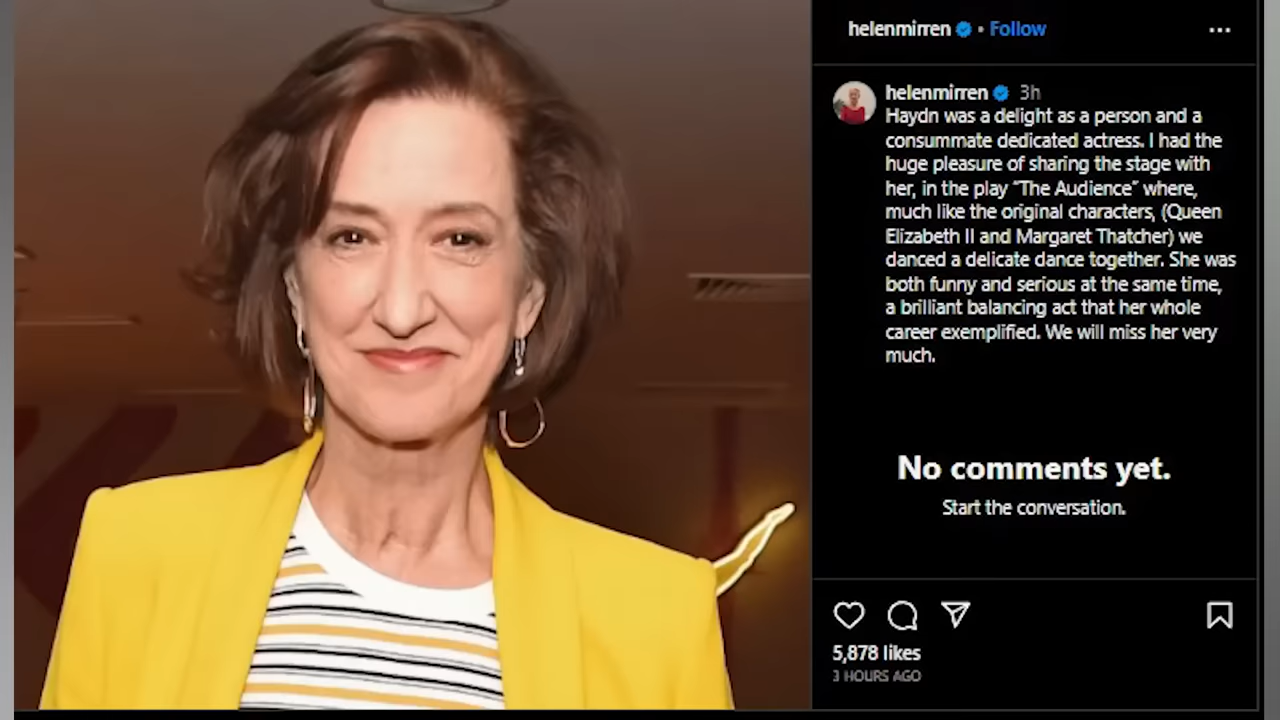 helenmirren • Follow
helenmirren 3h
Haydn was a delight as a person and a
consummate dedicated actress. I had the
huge pleasure of sharing the stage with
her, in the play “The Audience” where,
much like the original characters, (Queen
Elizabeth II and Margaret Thatcher) we
danced a delicate dance together. She was
both funny and serious at the same time,
a brilliant balancing act that her whole
career exemplified. We will miss her very
much.
No comments yet.
Start the conversation.
5,878 likes
3 HOURS AGO